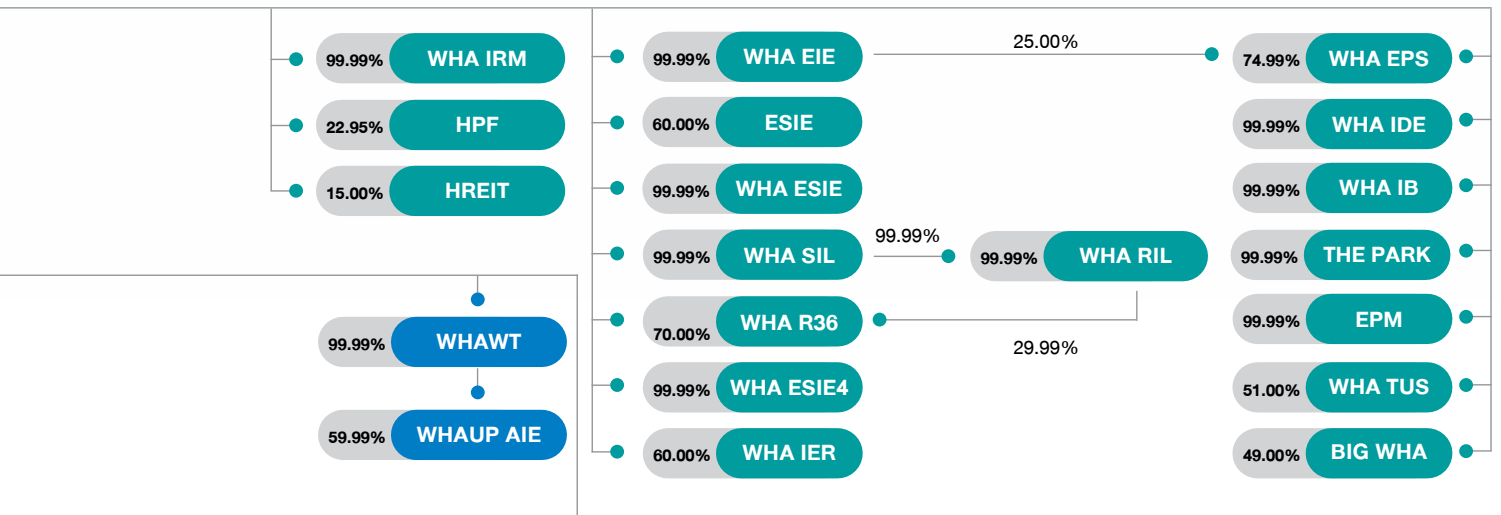 99.99% WHA IRM
22.95% HPF
15.00% HREIT
99.99% WHAWT
59.99% WHAUP AIE
99.99% WHA EIE
25.00%
60.00% ESIE
99.99% WHA ESIE
99.99% WHA SIL
99.99%
99.99% WHA RIL
70.00% WHA R36
29.99%
99.99% WHA ESIE4
60.00% WHA IER
74.99% WHA EPS
99.99% WHA IDE
99.99% WHA IB
99.99% THE PARK
99.99% EPM
51.00% WHA TUS
49.00% BIG WHA